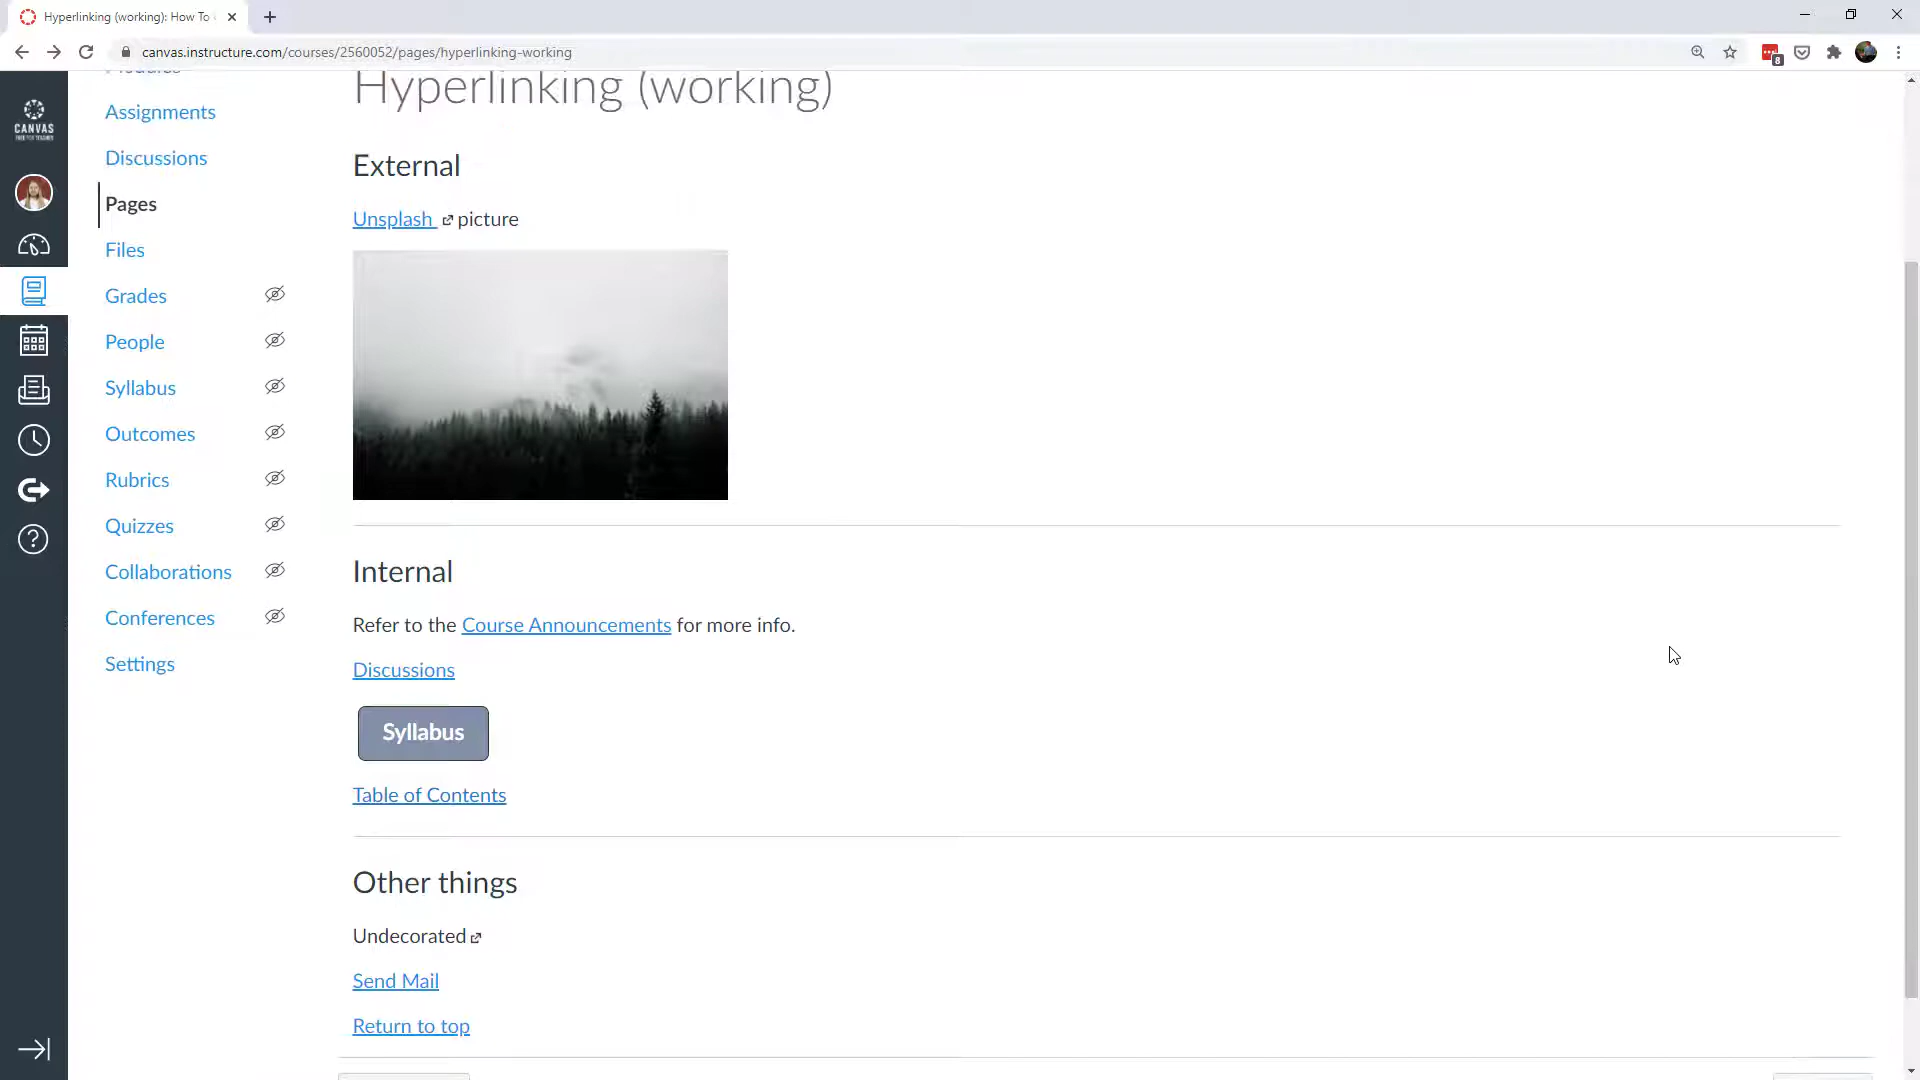 Hyperlinking (working): How To
canvas.instructure.com/courses/2560052/pages/hyperlinking-working
8
CANVAS
Modules
Assignments
Discussions
Pages
Files
Grades
People
Syllabus
Outcomes
Rubrics
Quizzes
Collaborations
Conferences
Settings
Hyperlinking (working)
External
Unsplash picture
Internal
Refer to the Course Announcements for more info.
Discussions
Syllabus
Table of Contents
Other things
Undecorated
Send Mail
Return to top